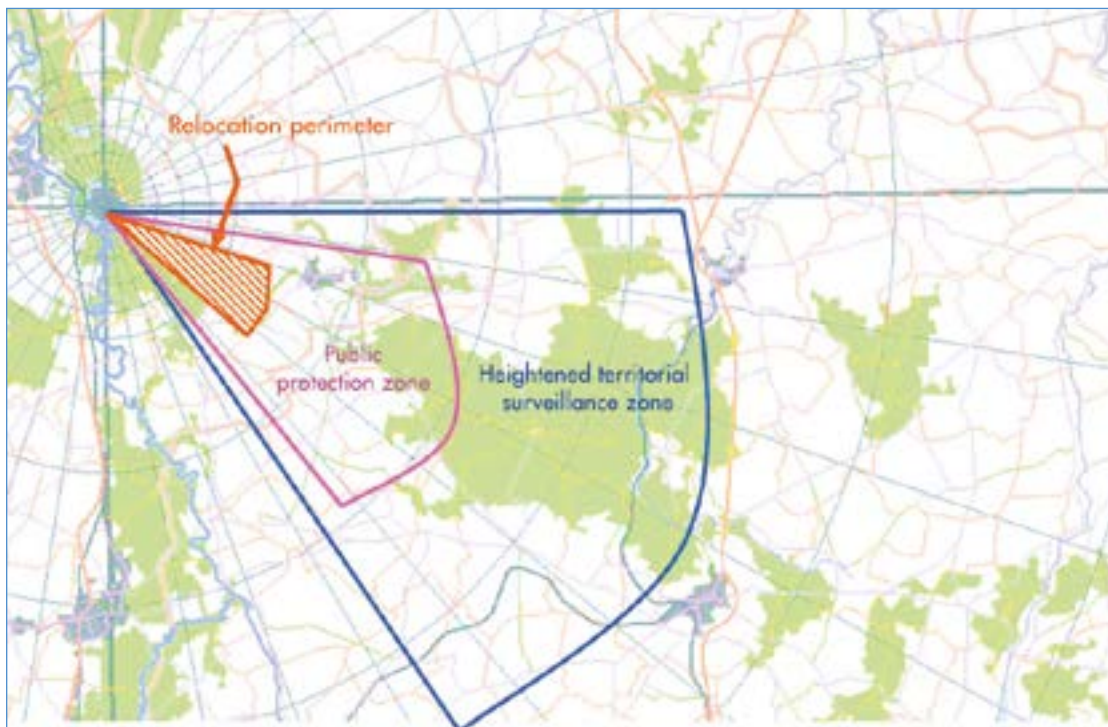 Relocation perimeter
Public
protection zone
Heightened territorial
surveillance zone